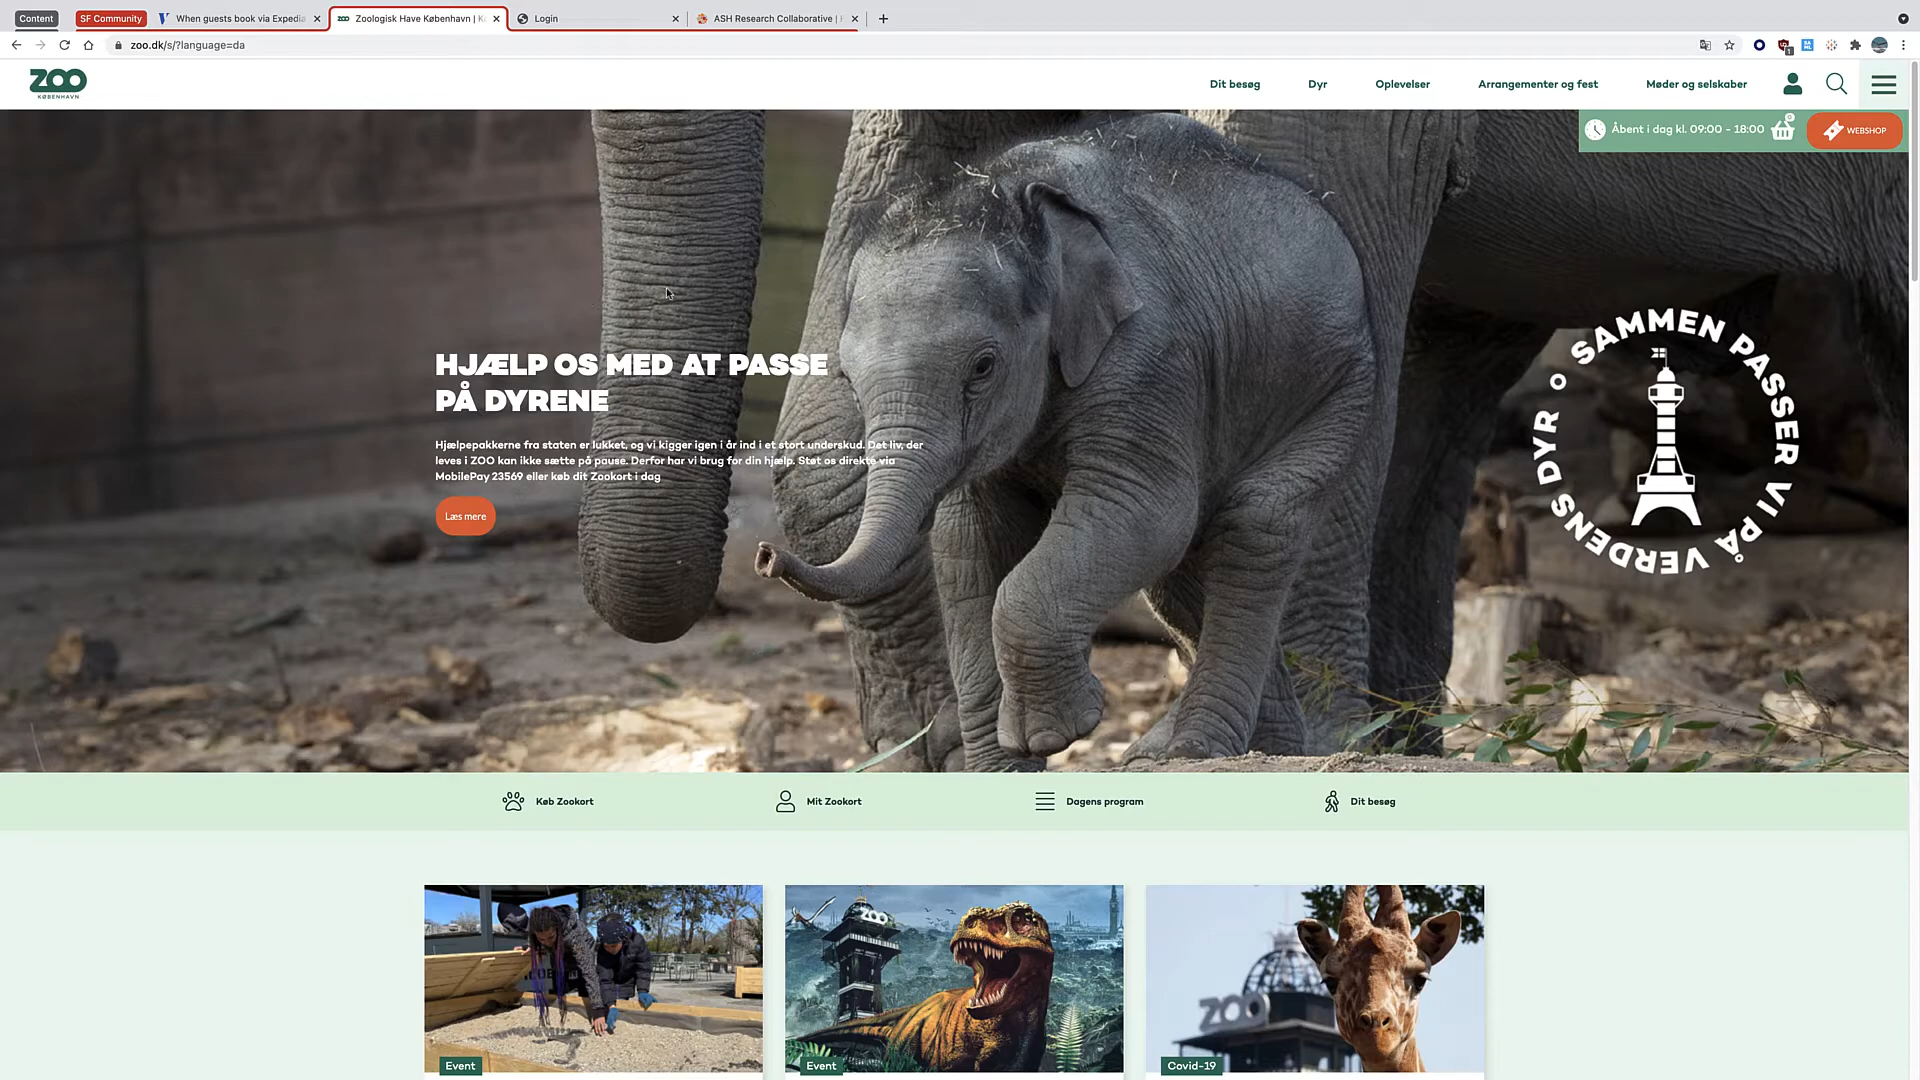 Content
SF Community
When guests book via Expedia
Zoologisk Have København | K
Login
ASH Research Collaborative |
zoo.dk/s/?language=da
ZOO
KØBENHAVN
Dit besøg
Dyr
Oplevelser
Arrangementer og fest
Møder og selskaber
Åbent i dag kl. 09:00 - 18:00
0
WEBSHOP
HJÆLP OS MED AT PASSE
PÅ DYRENE
Hjælpepakkerne fra staten er lukket, og vi kigger igen i år ind i et stort underskud. Det liv, der
leves i ZOO kan ikke sætte på pause. Derfor har vi brug for din hjælp. Støt os direkte via
MobilePay 23569 eller køb dit Zookort i dag
Læs mere
SAMMEN PASSER VI PÅ VERDENS DYR
Køb Zookort
Mit Zookort
Dagens program
Dit besøg
ZOO
ZOO
Event
Event
Covid-19